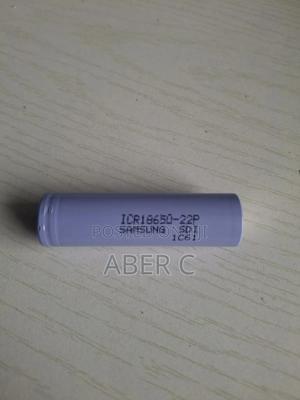 ICR18650-22P
SAMSUNG SDI
1C61
ABER C